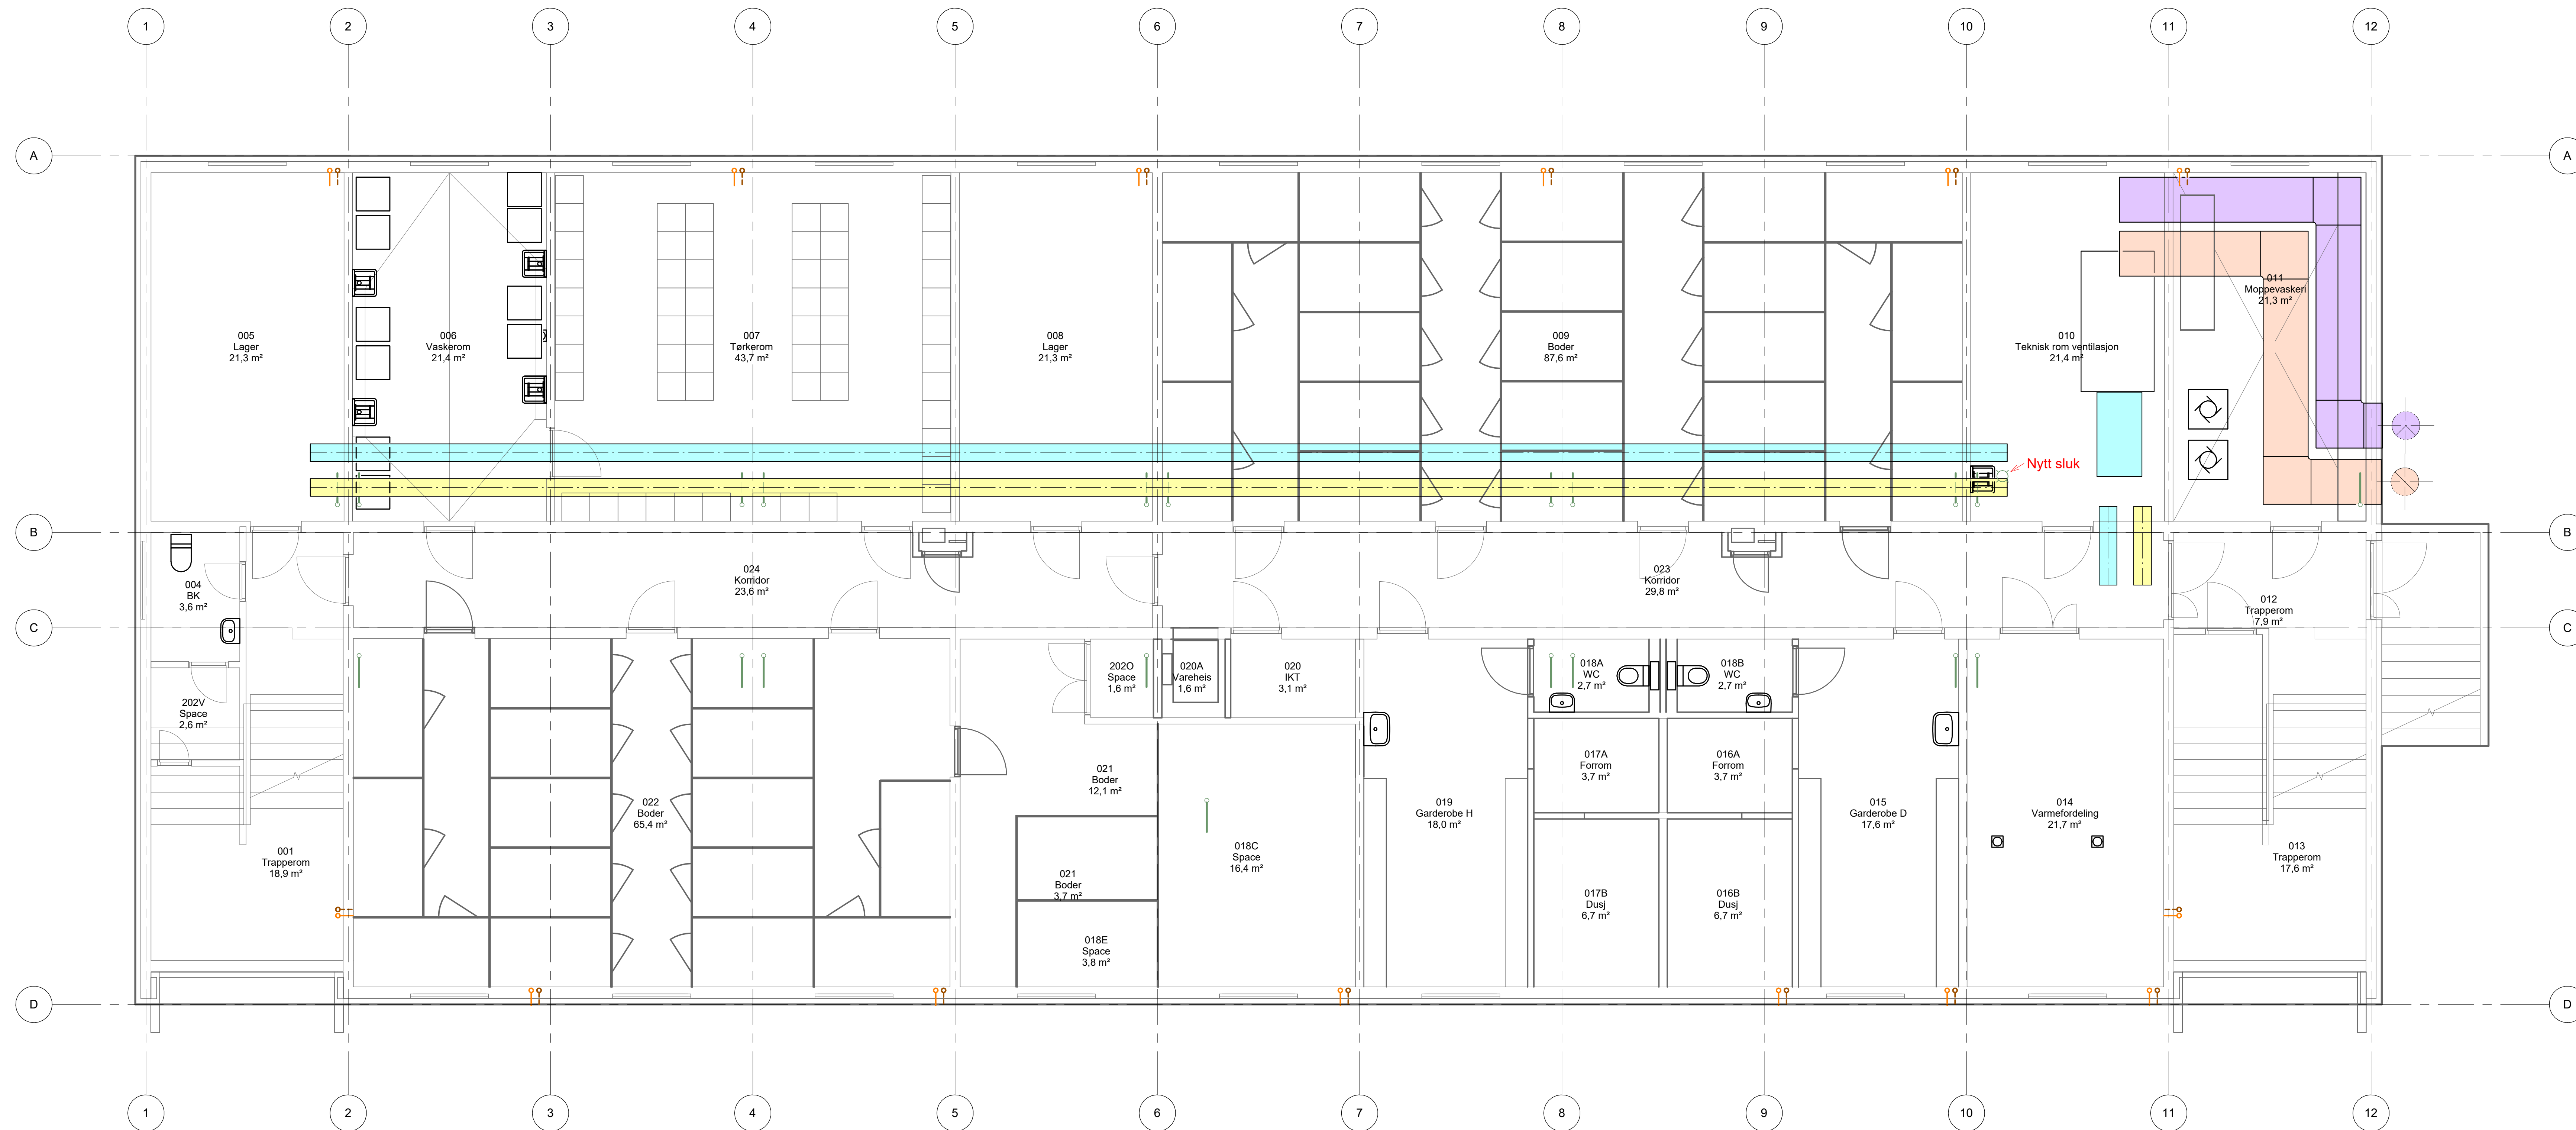 1 2 3 4 5 6 7 8 9 10 11 12
A A
005
Lager
21,3 m²
006
Vaskerom
21,4 m²
007
Tørkerom
43,7 m²
008
Lager
21,3 m²
009
Boder
87,6 m²
010
Teknisk rom ventilasjon
21,4 m²
011
Moppevaskeri
21,3 m²
Nytt sluk
B B
004
BK
3,6 m²
024
Korridor
23,6 m²
023
Korridor
29,8 m²
012
Trapperom
7,9 m²
C C
202V
Space
2,6 m²
202O
Space
1,6 m²
020A
Vareheis
1,6 m²
020
IKT
3,1 m²
018A
WC
2,7 m²
018B
WC
2,7 m²
021
Boder
12,1 m²
017A
Forrom
3,7 m²
016A
Forrom
3,7 m²
022
Boder
65,4 m²
019
Garderobe H
18,0 m²
015
Garderobe D
17,6 m²
014
Varmefordeling
21,7 m²
001
Trapperom
18,9 m²
021
Boder
3,7 m²
018C
Space
16,4 m²
013
Trapperom
17,6 m²
018E
Space
3,8 m²
017B
Dusj
6,7 m²
016B
Dusj
6,7 m²
D D
1 2 3 4 5 6 7 8 9 10 11 12